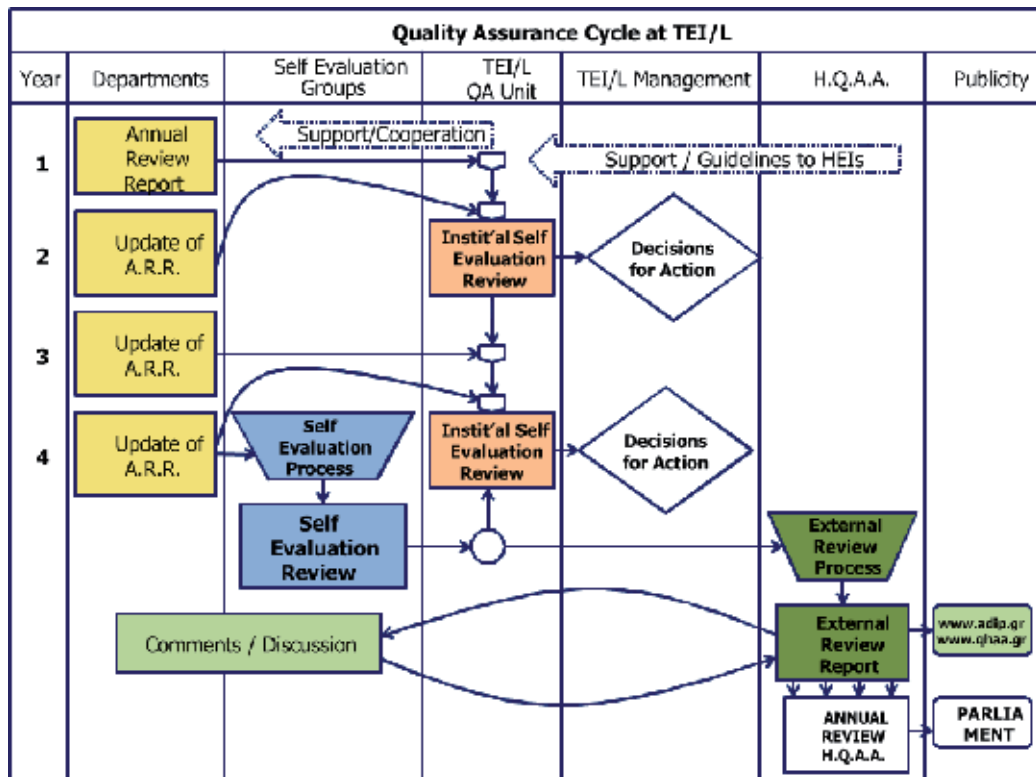 Quality Assurance Cycle at TEI/L
Year
Departments
Self Evaluation
Groups
TEI/L
QA Unit
TEI/L Management
H.Q.A.A.
Publicity
1
Annual
Review
Report
Support/Cooperation
Support / Guidelines to HEIs
2
Update of
A.R.R.
Instit'al Self
Evaluation
Review
Decisions
for Action
3
Update of
A.R.R.
4
Update of
A.R.R.
Self
Evaluation
Process
Instit'al Self
Evaluation
Review
Decisions
for Action
Self
Evaluation
Review
External
Review
Process
Comments / Discussion
External
Review
Report
www.adip.gr
www.qhaa.gr
ANNUAL
REVIEW
H.Q.A.A.
PARLIA
MENT